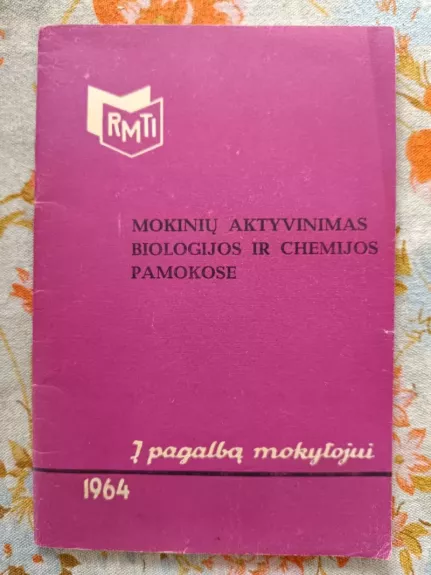 RMTI
MOKINIŲ AKTYVINIMAS
BIOLOGIJOS IR CHEMIJOS
PAMOKOSE
Į pagalbą mokytojui
1964